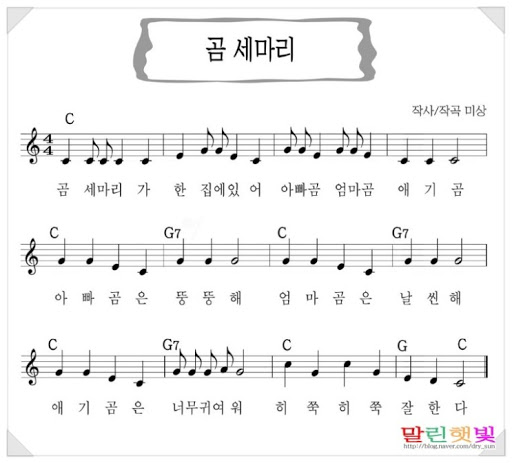 곰 세마리
작사/작곡 미상
C
4
4
곰 세마리 가 한 집에있 어 아빠곰 엄마곰 애 기 곰
C G7 C G7
아 빠 곰 은 뚱 뚱 해 엄 마 곰 은 날 씬 해
C G7 C G C
애 기 곰 은 너무귀여 워 히 쭉 히 쭉 잘 한 다
말린햇빛
http://blog.naver.com/dry_sun